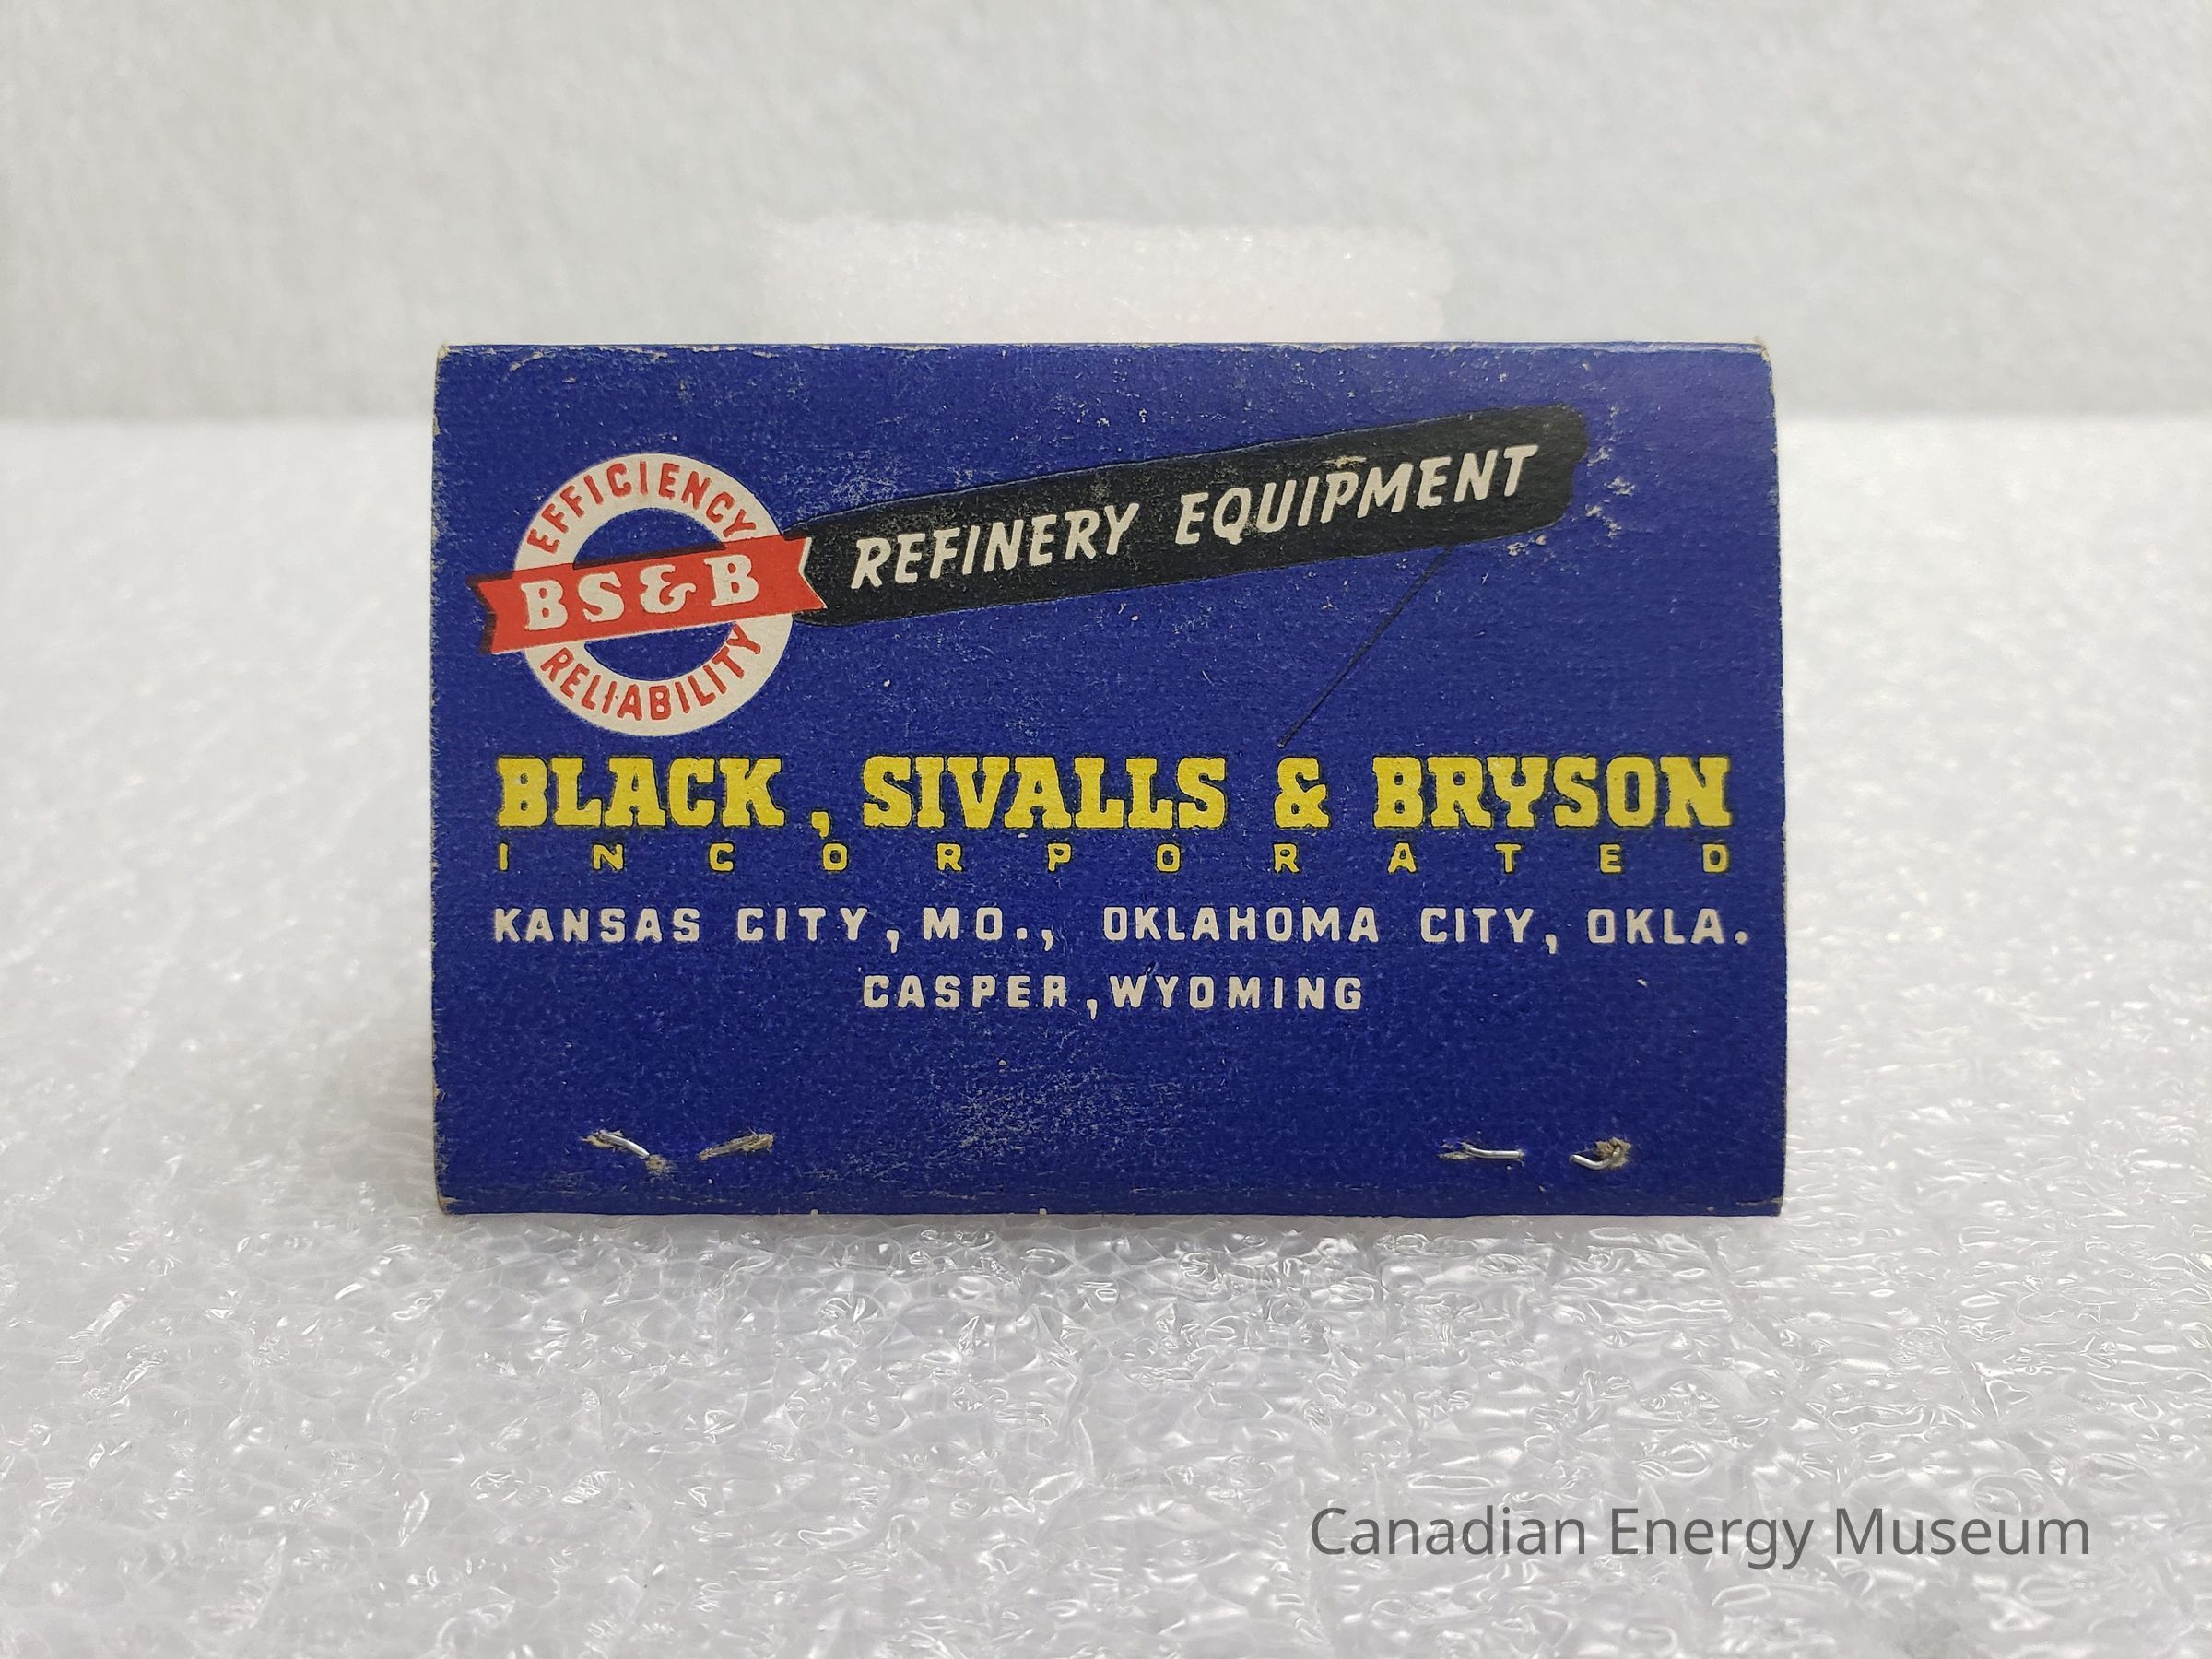 EFFICIENCY
BS&B
RELIABILITY
REFINERY EQUIPMENT
BLACK, SIVALLS & BRYSON
INCORPORATED
KANSAS CITY, MO., OKLAHOMA CITY, OKLA.
CASPER, WYOMING
Canadian Energy Museum